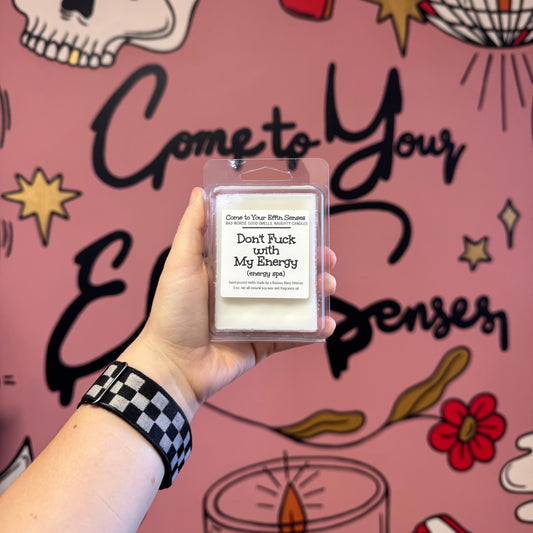 Come to Your
Effin Senses
Come to Your Effin Senses
BAD WORDS, GOOD SMELLS, NAUGHTY CANDLES
Don't Fuck
with
My Energy
(energy spa)